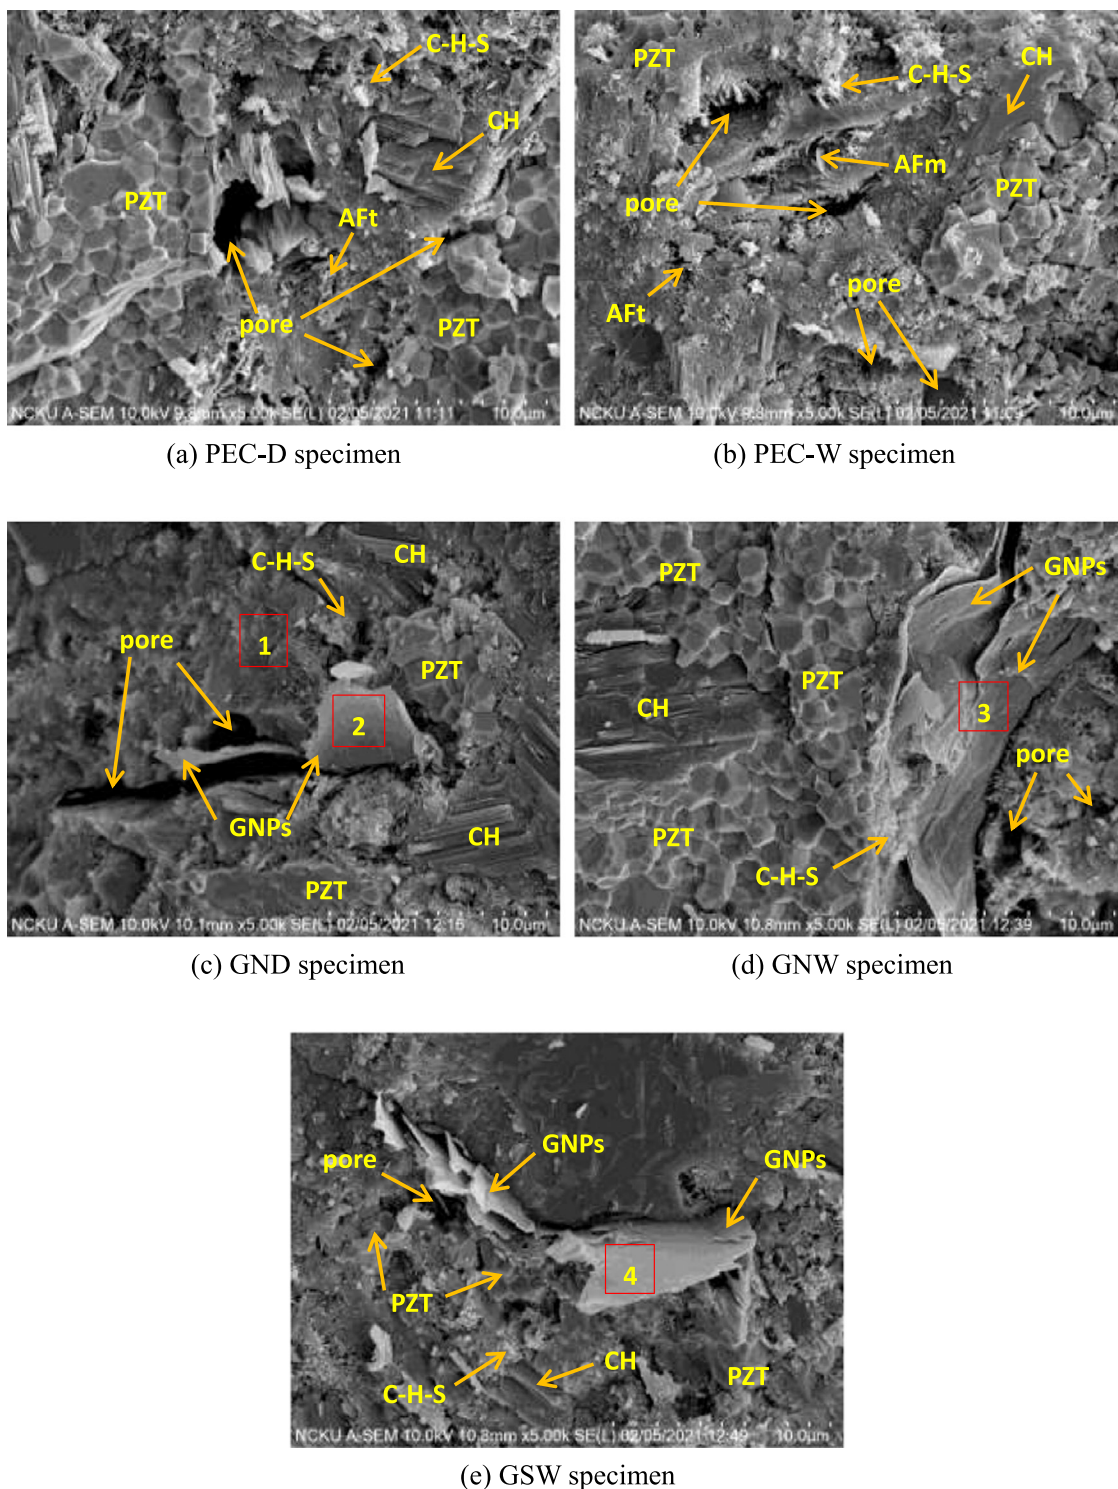 C-H-S
CH
PZT
AFt
pore
PZT
NCKU A-SEM 10.0kV 9.8mm x5.00k SE(L) 02/05/2021 11:11 10.0µm
(a) PEC-D specimen
PZT
C-H-S
CH
AFm
PZT
pore
AFt
pore
NCKU A-SEM 10.0kV 9.8mm x5.00k SE(L) 02/05/2021 11:09 10.0µm
(b) PEC-W specimen
CH
C-H-S
1
pore
PZT
2
GNPs
CH
PZT
NCKU A-SEM 10.0kV 10.1mm x5.00k SE(L) 02/05/2021 12:16 10.0µm
(c) GND specimen
PZT
GNPs
CH
PZT
3
pore
PZT
C-H-S
NCKU A-SEM 10.0kV 10.8mm x5.00k SE(L) 02/05/2021 12:39 10.0µm
(d) GNW specimen
GNPs
pore
GNPs
4
PZT
CH
C-H-S
PZT
NCKU A-SEM 10.0kV 10.3mm x5.00k SE(L) 02/05/2021 12:49 10.0µm
(e) GSW specimen